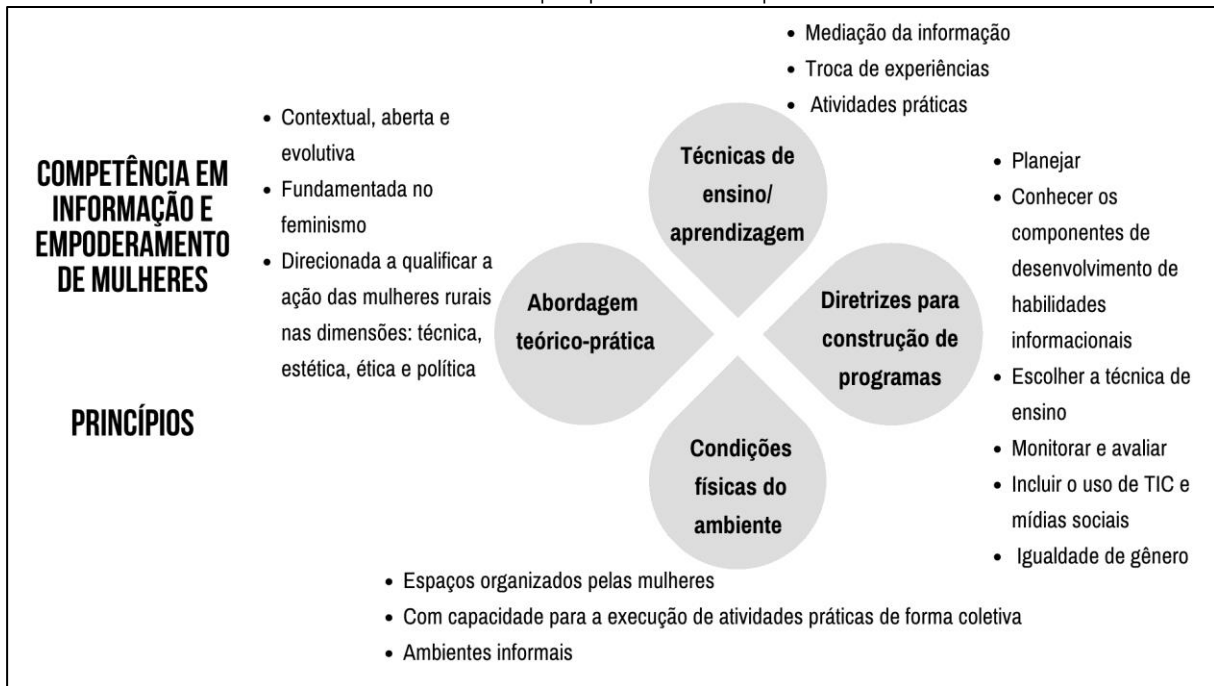 COMPETÊNCIA EM
INFORMAÇÃO E
EMPODERAMENTO
DE MULHERES
PRINCÍPIOS
• Contextual, aberta e
evolutiva
• Fundamentada no
feminismo
• Direcionada a qualificar a
ação das mulheres rurais
nas dimensões: técnica,
estética, ética e política
Abordagem
teórico-prática
• Mediação da informação
• Troca de experiências
• Atividades práticas
Técnicas de
ensino/
aprendizagem
Diretrizes para
construção de
programas
• Planejar
• Conhecer os
componentes de
desenvolvimento de
habilidades
informacionais
• Escolher a técnica de
ensino
• Monitorar e avaliar
• Incluir o uso de TIC e
mídias sociais
• Igualdade de gênero
Condições
físicas do
ambiente
• Espaços organizados pelas mulheres
• Com capacidade para a execução de atividades práticas de forma coletiva
• Ambientes informais